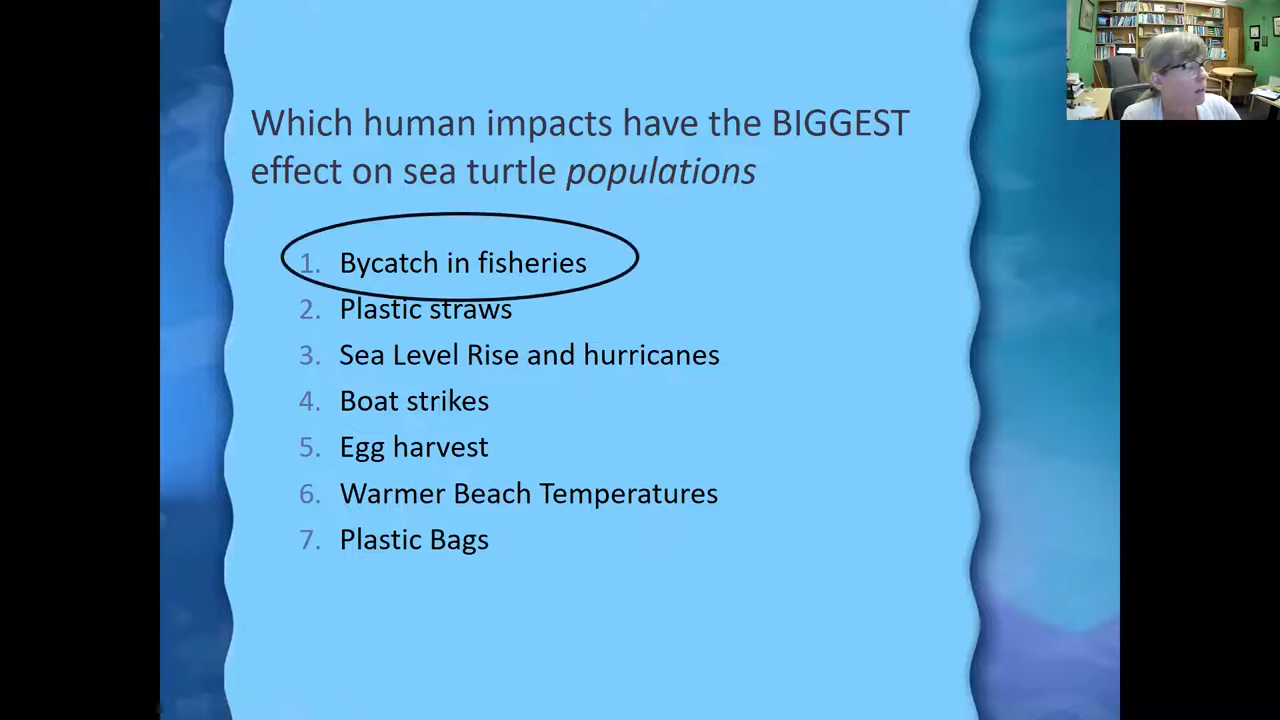 Which human impacts have the BIGGEST
effect on sea turtle populations
1. Bycatch in fisheries
2. Plastic straws
3. Sea Level Rise and hurricanes
4. Boat strikes
5. Egg harvest
6. Warmer Beach Temperatures
7. Plastic Bags